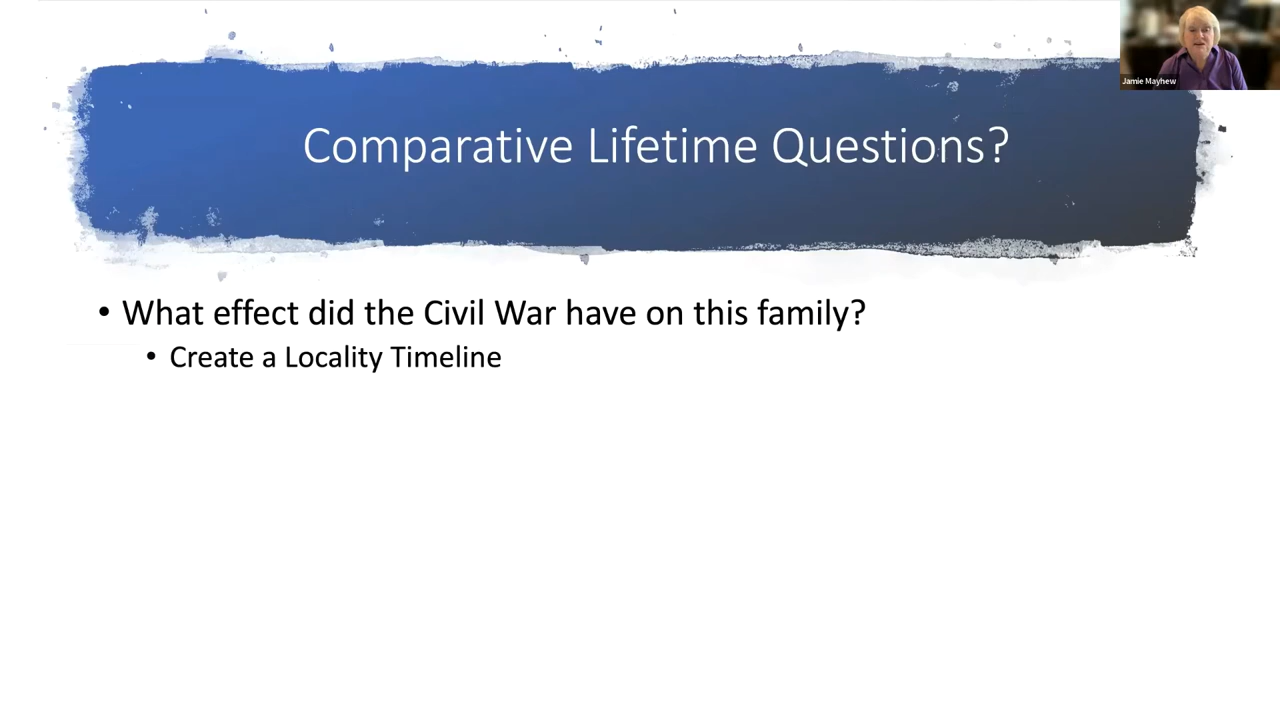 Comparative Lifetime Questions?
Jamie Mayhew
• What effect did the Civil War have on this family?
• Create a Locality Timeline